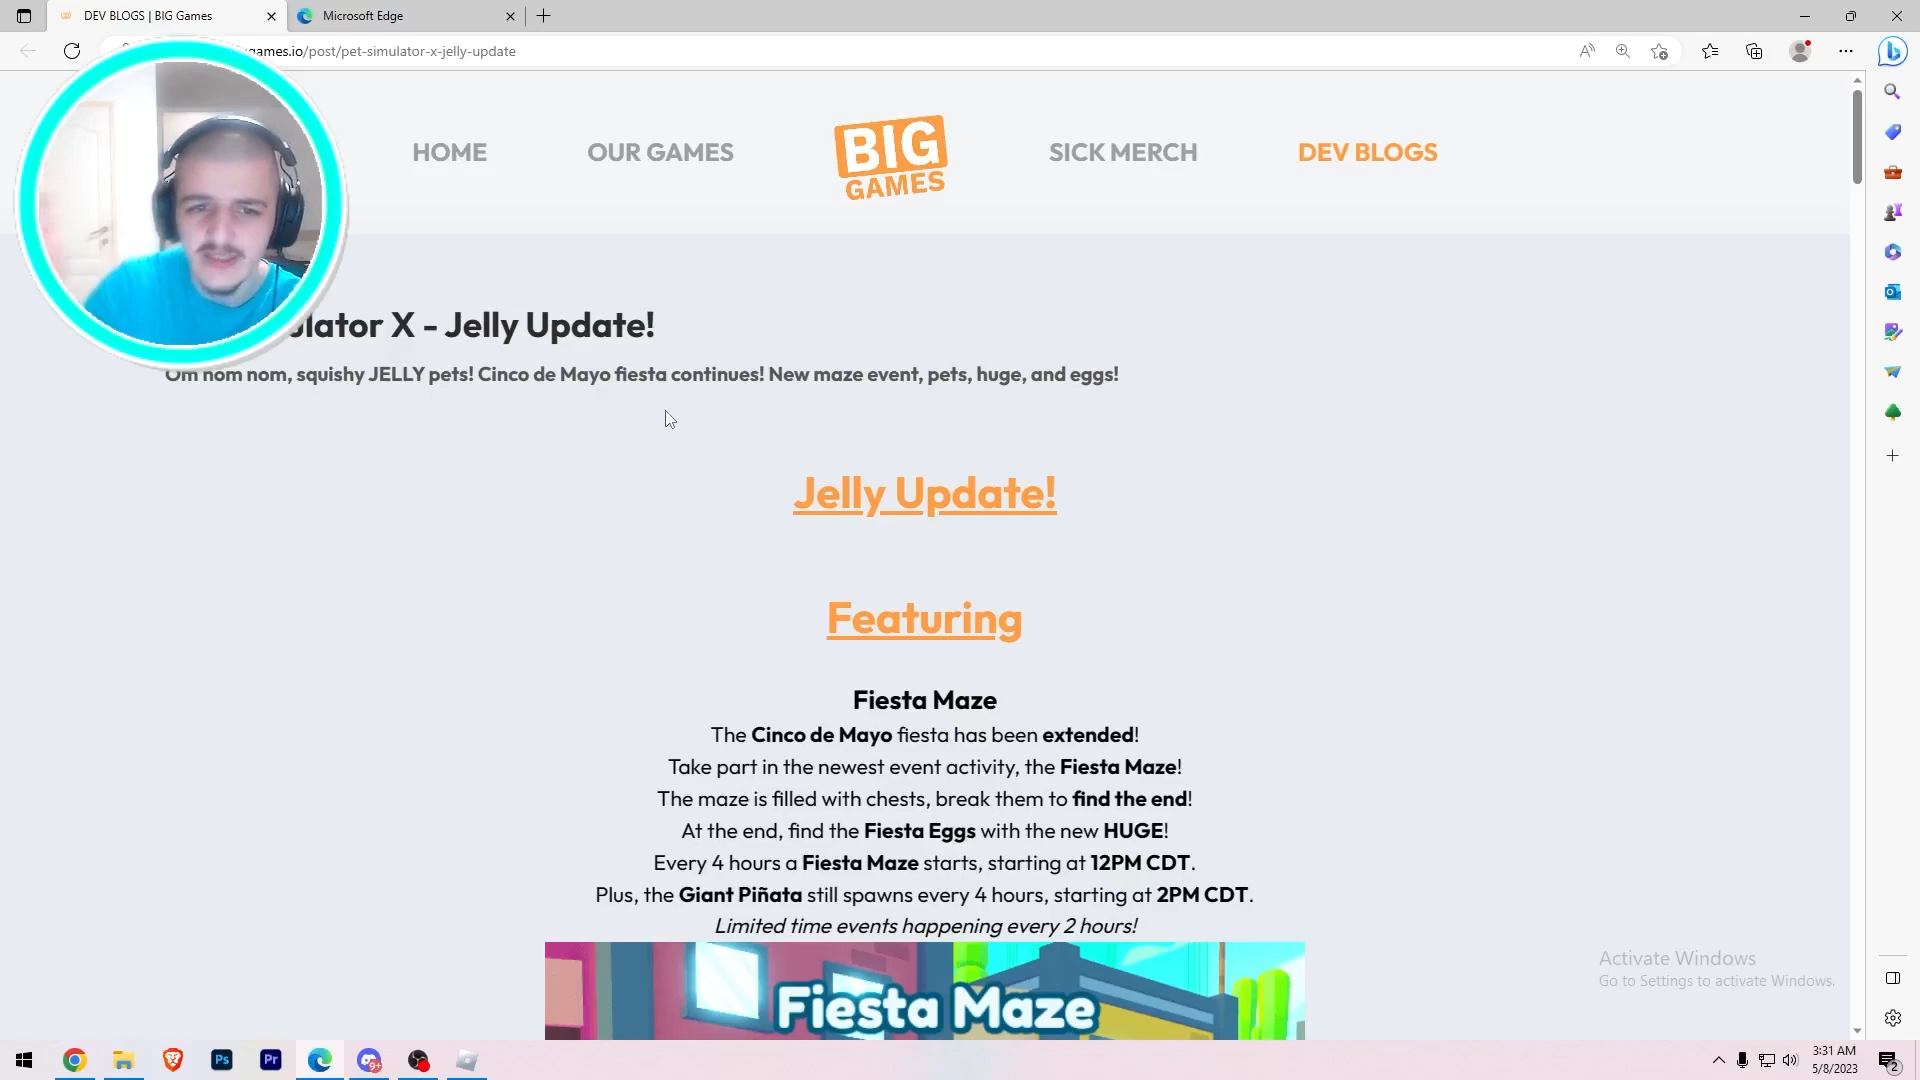 DEV BLOGS | BIG Games
Microsoft Edge
games.io/post/pet-simulator-x-jelly-update
HOME
OUR GAMES
BIG
GAMES
SICK MERCH
DEV BLOGS
ulator X - Jelly Update!
Om nom nom, squishy JELLY pets! Cinco de Mayo fiesta continues! New maze event, pets, huge, and eggs!
Jelly Update!
Featuring
Fiesta Maze
The Cinco de Mayo fiesta has been extended!
Take part in the newest event activity, the Fiesta Maze!
The maze is filled with chests, break them to find the end!
At the end, find the Fiesta Eggs with the new HUGE!
Every 4 hours a Fiesta Maze starts, starting at 12PM CDT.
Plus, the Giant Piñata still spawns every 4 hours, starting at 2PM CDT.
Limited time events happening every 2 hours!
Fiesta Maze
Activate Windows
Go to Settings to activate Windows.
Ps
Pr
9+
3:31 AM
5/8/2023
2